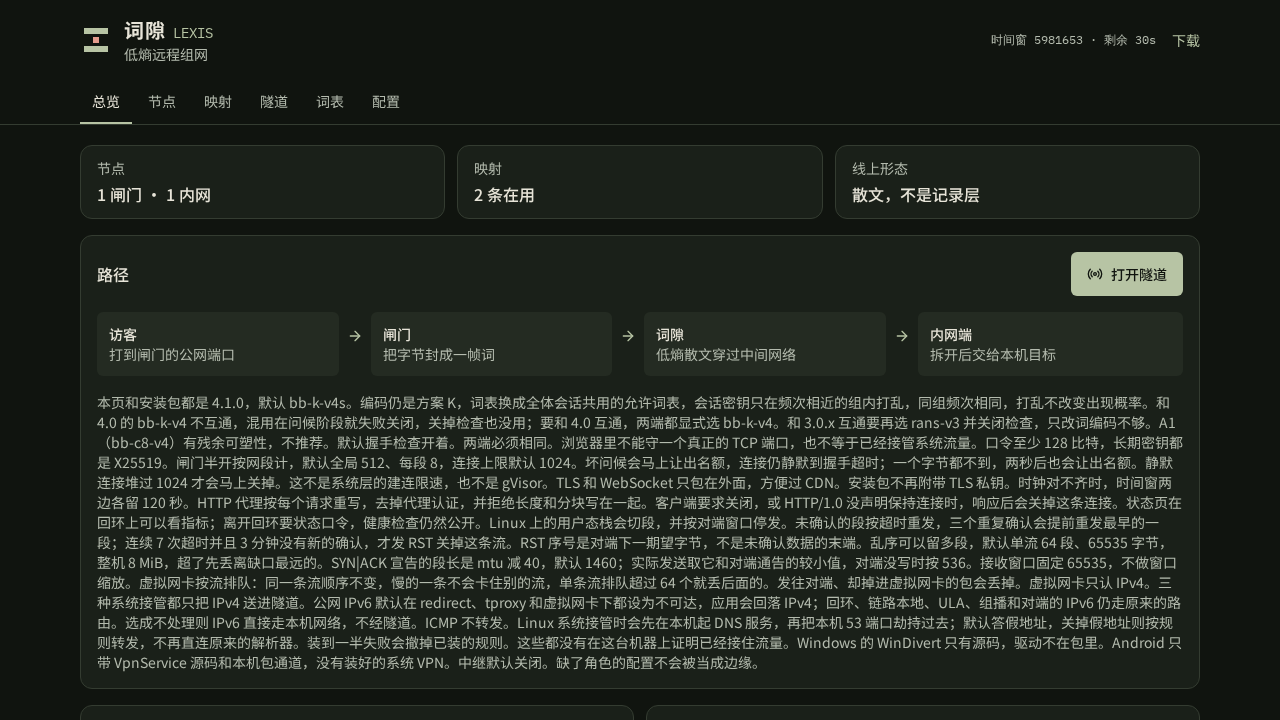 词隙 LEXIS
低熵远程组网
时间窗 5981653 · 剩余 30s 下载
总览 节点 映射 隧道 词表 配置
节点
1 闸门 · 1 内网
映射
2 条在用
线上形态
散文，不是记录层
路径
打开隧道
访客
打到闸门的公网端口
闸门
把字节封成一帧词
词隙
低熵散文穿过中间网络
内网端
拆开后交给本机目标
本页和安装包都是 4.1.0，默认 bb-k-v4s。编码仍是方案 K，词表换成全体会话共用的允许词表，会话密钥只在频次相近的组内打乱，同组频次相同，打乱不改变出现概率。和
4.0 的 bb-k-v4 不互通，混用在问候阶段就失败关闭，关掉检查也没用；要和 4.0 互通，两端都显式选 bb-k-v4。和 3.0.x 互通要再选 rans-v3 并关闭检查，只改词编码不够。A1
（bb-c8-v4）有残余可塑性，不推荐。默认握手检查开着。两端必须相同。浏览器里不能守一个真正的 TCP 端口，也不等于已经接管系统流量。口令至少 128 比特，长期密钥都
是 X25519。闸门半开按网段计，默认全局 512、每段 8，连接上限默认 1024。坏问候会马上让出名额，连接仍静默到握手超时；一个字节都不到，两秒后也会让出名额。静默
连接堆过 1024 才会马上关掉。这不是系统层的建连限速，也不是 gVisor。TLS 和 WebSocket 只包在外面，方便过 CDN。安装包不再附带 TLS 私钥。时钟对不齐时，时间窗两
边各留 120 秒。HTTP 代理按每个请求重写，去掉代理认证，并拒绝长度和分块写在一起。客户端要求关闭，或 HTTP/1.0 没声明保持连接时，响应后会关掉这条连接。状态页在
回环上可以看指标；离开回环要状态口令，健康检查仍然公开。Linux 上的用户态栈会切段，并按对端窗口停发。未确认的段按超时重发，三个重复确认会提前重发最早的一
段；连续 7 次超时并且 3 分钟没有新的确认，才发 RST 关掉这条流。RST 序号是对端下一期望字节，不是未确认数据的末端。乱序可以留多段，默认单流 64 段、65535 字节，
整机 8 MiB，超了先丢离缺口最远的。SYN|ACK 宣告的段长是 mtu 减 40，默认 1460；实际发送取它和对端通告的较小值，对端没写时按 536。接收窗口固定 65535，不做窗口
缩放。虚拟网卡按流排队：同一条流顺序不变，慢的一条不会卡住别的流，单条流排队超过 64 个就丢后面的。发往对端、却掉进虚拟网卡的包会丢掉。虚拟网卡只认 IPv4。三
种系统接管都只把 IPv4 送进隧道。公网 IPv6 默认在 redirect、tproxy 和虚拟网卡下都设为不可达，应用会回落 IPv4；回环、链路本地、ULA、组播和对端的 IPv6 仍走原来的路
由。选成不处理则 IPv6 直接走本机网络，不经隧道。ICMP 不转发。Linux 系统接管时会先在本机起 DNS 服务，再把本机 53 端口劫持过去；默认答假地址，关掉假地址则按规
则转发，不再直连原来的解析器。装到一半失败会撤掉已装的规则。这些都没有在这台机器上证明已经接住流量。Windows 的 WinDivert 只有源码，驱动不在包里。Android 只
带 VpnService 源码和本机包通道，没有装好的系统 VPN。中继默认关闭。缺了角色的配置不会被当成边缘。